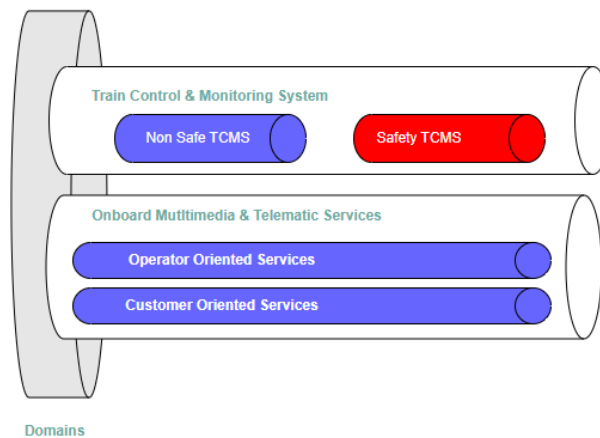 Train Control & Monitoring System
Non Safe TCMS
Safety TCMS
Onboard Mutltimedia & Telematic Services
Operator Oriented Services
Customer Oriented Services
Domains